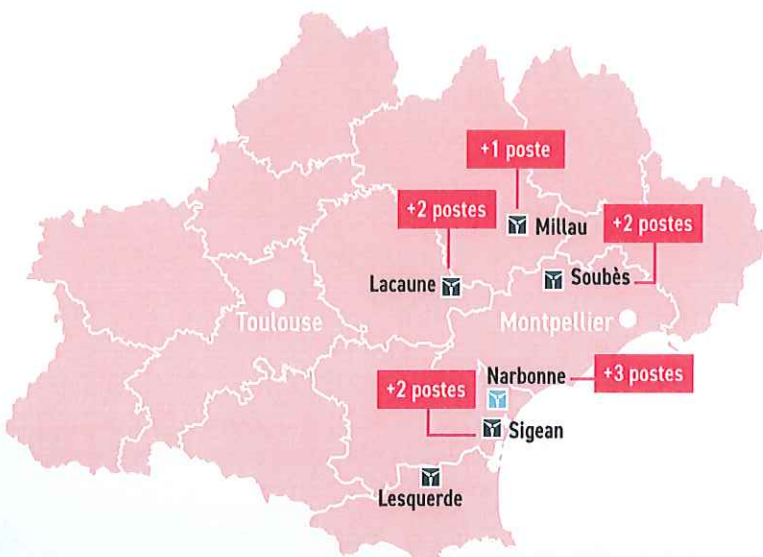 +1 poste
+2 postes
Millau
+2 postes
Lacaune
Soubès
Toulouse
Montpellier
Narbonne
+3 postes
+2 postes
Sigean
Lesquerde